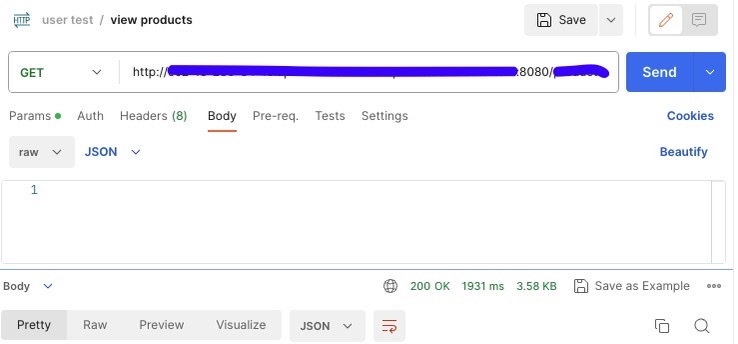 HTTP user test / view products Save
GET http:// :8080/ Send
Params Auth Headers (8) Body Pre-req. Tests Settings Cookies
raw JSON Beautify
1
Body 200 OK 1931 ms 3.58 KB Save as Example
Pretty Raw Preview Visualize JSON